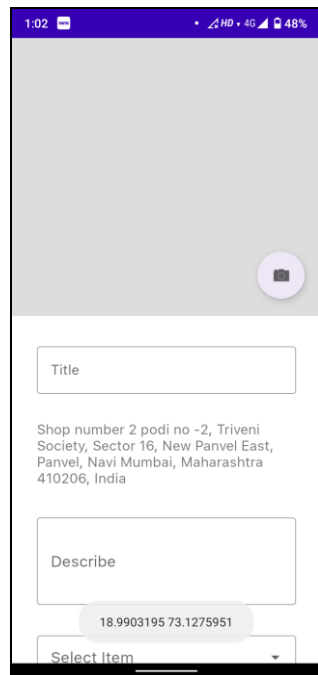 1:02 HD 4G 48%
Title
Shop number 2 podi no -2, Triveni
Society, Sector 16, New Panvel East,
Panvel, Navi Mumbai, Maharashtra
410206, India
Describe
18.9903195 73.1275951
Select Item